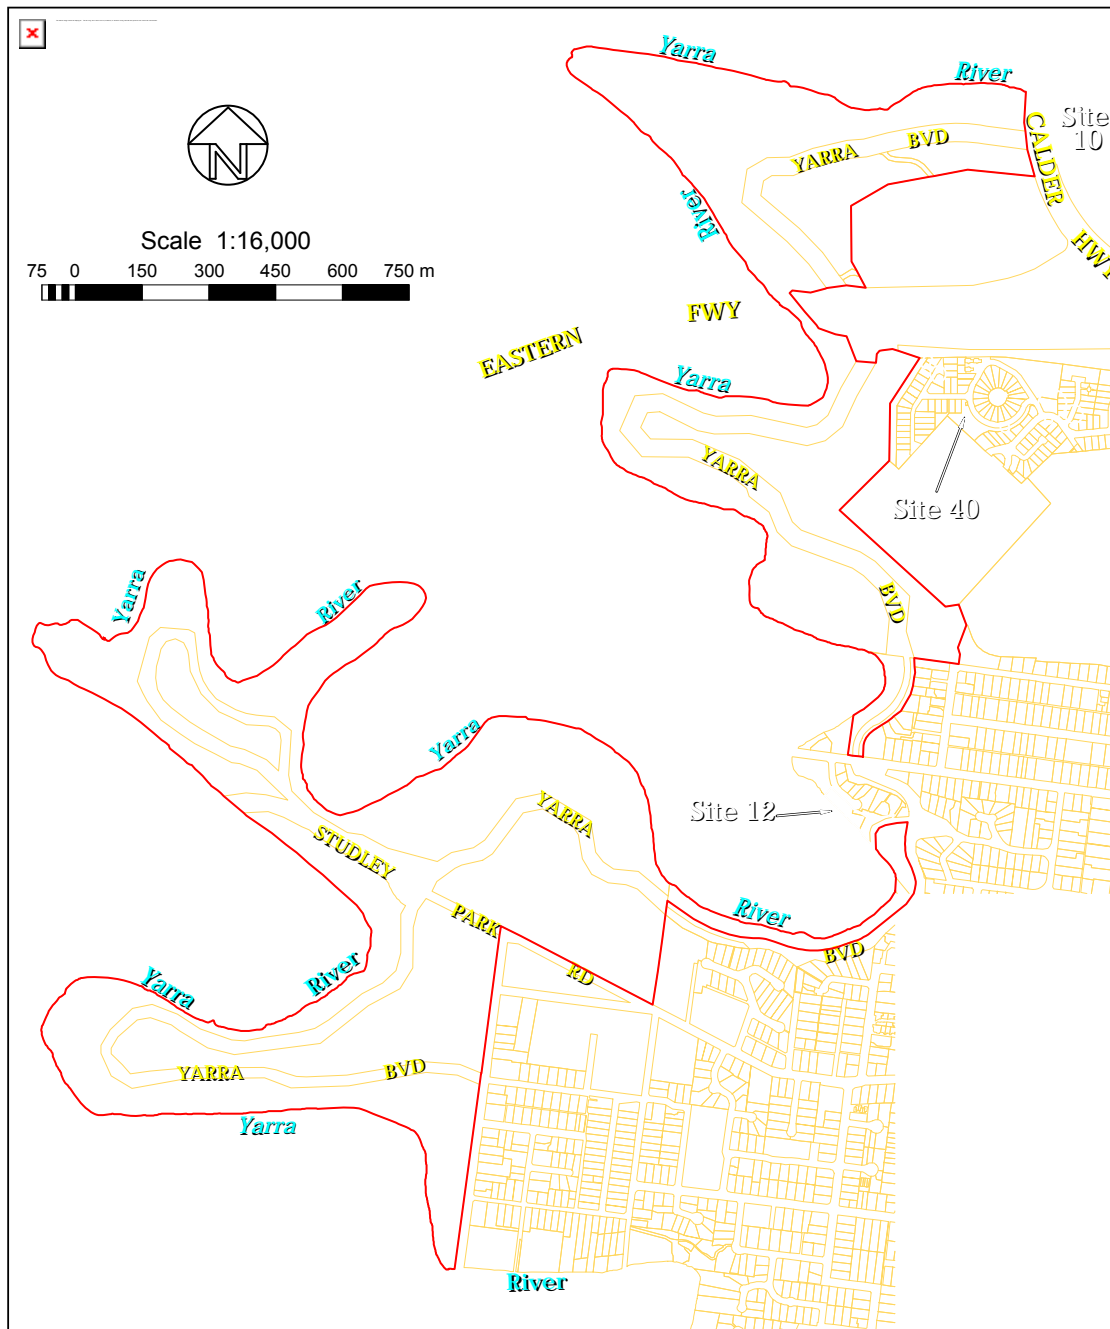 Yarra
River
Site
10
CALDER
HWY
YARRA
BVD
River
N
Scale 1:16,000
75 0 150 300 450 600 750 m
FWY
EASTERN
Yarra
YARRA
Site 40
BVD
Yarra
River
Yarra
YARRA
Site 12
STUDLEY
PARK
RD
River
BVD
Yarra
River
YARRA
BVD
Yarra
River